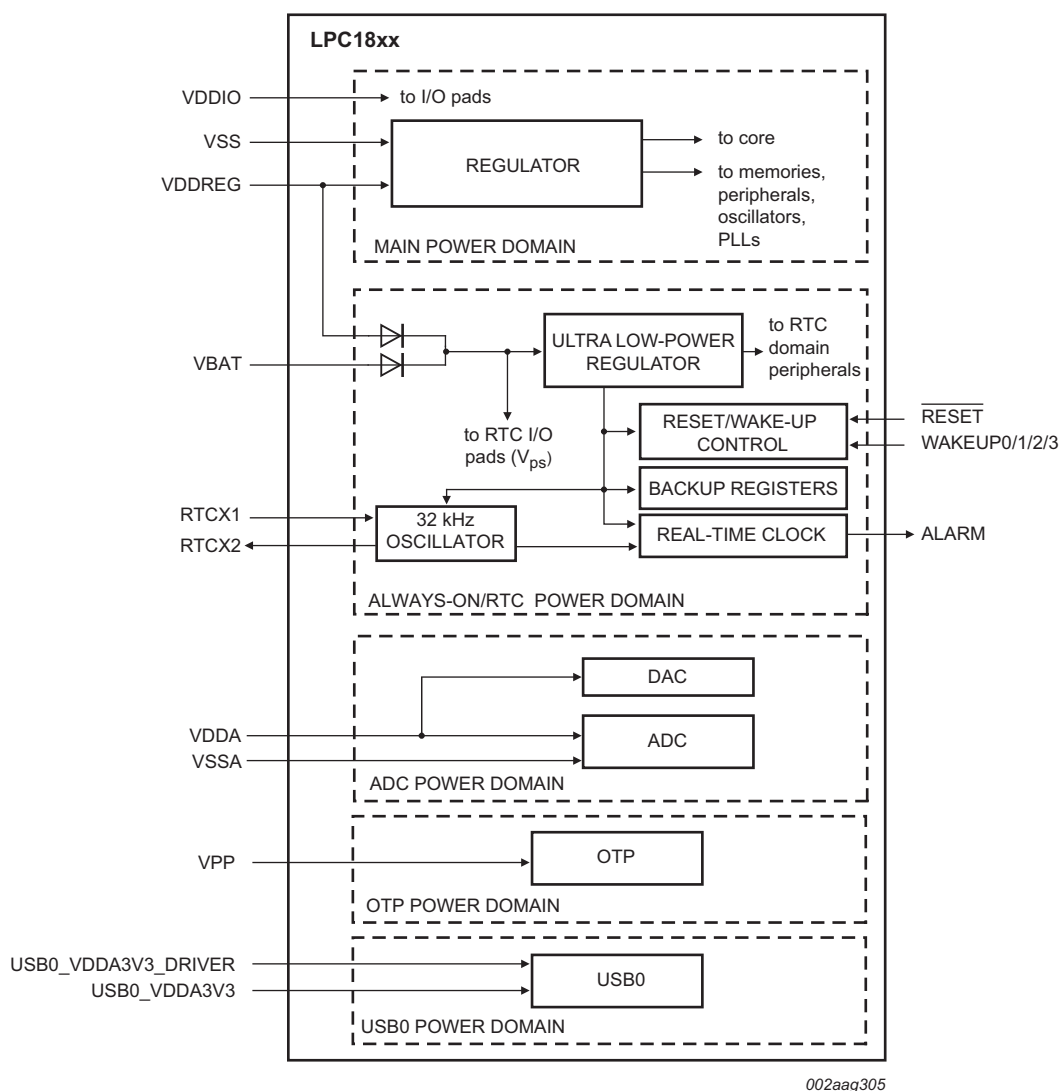 LPC18xx
VDDIO
to I/O pads
VSS
REGULATOR
to core
VDDREG
to memories,
peripherals,
oscillators,
PLLs
MAIN POWER DOMAIN
VBAT
ULTRA LOW-POWER
REGULATOR
to RTC
domain
peripherals
to RTC I/O
pads (Vps)
RESET/WAKE-UP
CONTROL
RESET
WAKEUP0/1/2/3
BACKUP REGISTERS
RTCX1
RTCX2
32 kHz
OSCILLATOR
REAL-TIME CLOCK
ALARM
ALWAYS-ON/RTC POWER DOMAIN
DAC
VDDA
VSSA
ADC
ADC POWER DOMAIN
VPP
OTP
OTP POWER DOMAIN
USB0_VDDA3V3_DRIVER
USB0_VDDA3V3
USB0
USB0 POWER DOMAIN
002aag305